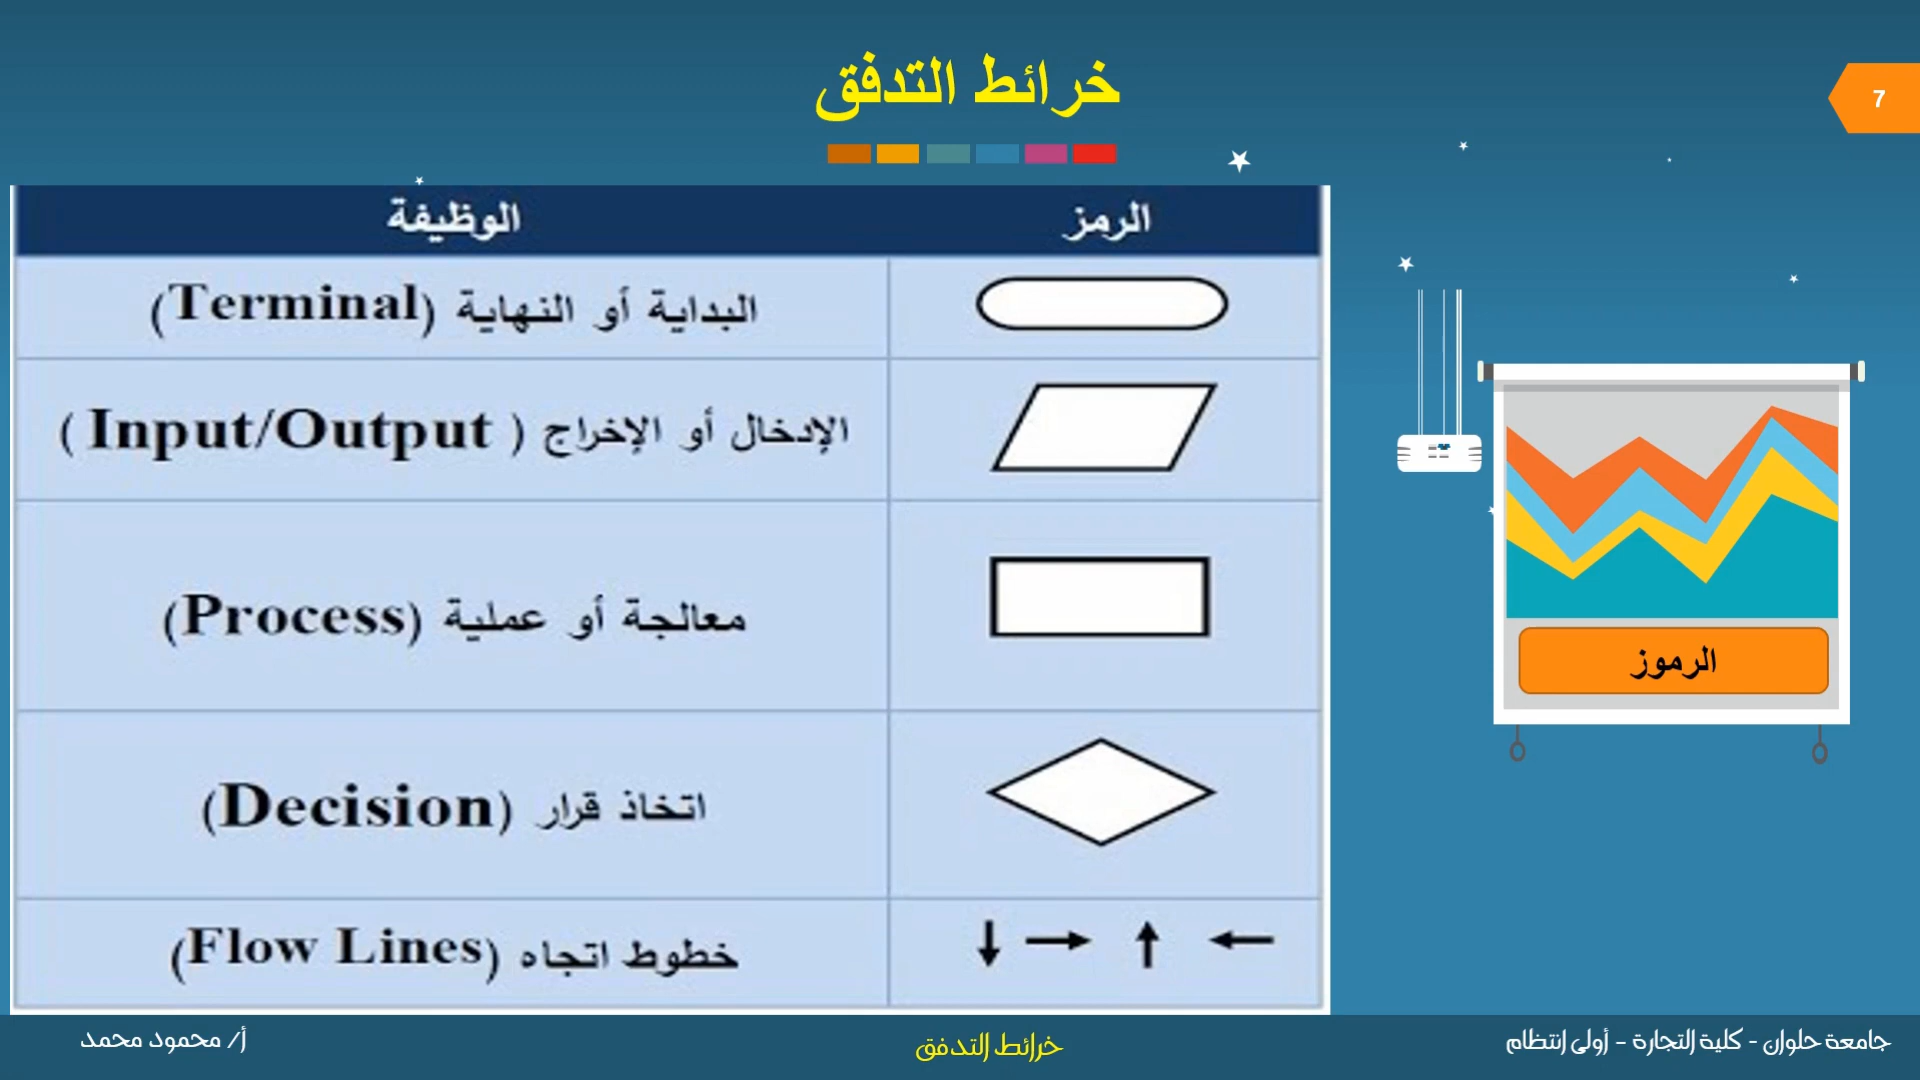 خرائط التدفق
7
الرمز الوظيفة
البداية أو النهاية (Terminal)
الإدخال أو الإخراج ( Input/Output )
معالجة أو عملية (Process)
اتخاذ قرار (Decision)
خطوط اتجاه (Flow Lines)
الرموز
جامعة حلوان - كلية التجارة - أولى إنتظام
خرائط التدفق
أ/ محمود محمد